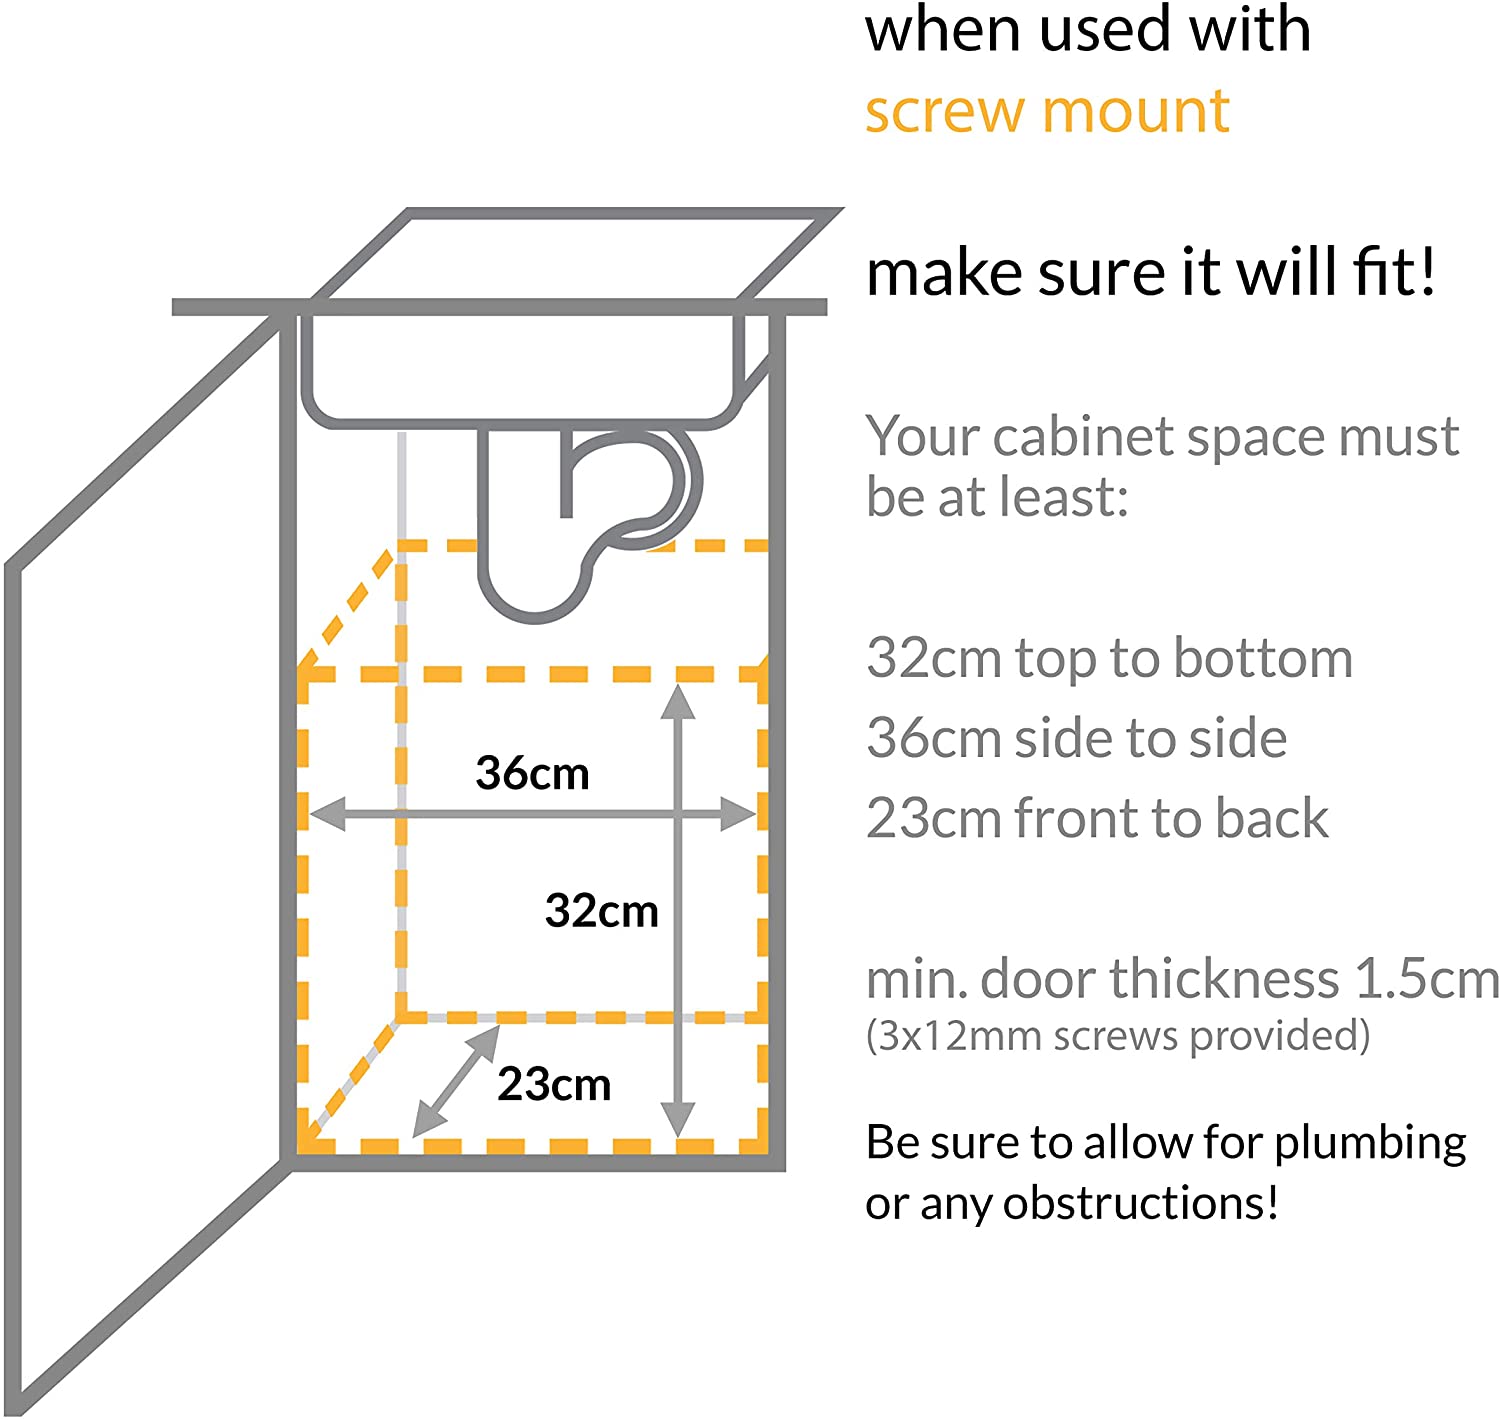 when used with
screw mount
make sure it will fit!
Your cabinet space must
be at least:
32cm top to bottom
36cm side to side
23cm front to back
min. door thickness 1.5cm
(3x12mm screws provided)
Be sure to allow for plumbing
or any obstructions!
36cm
32cm
23cm